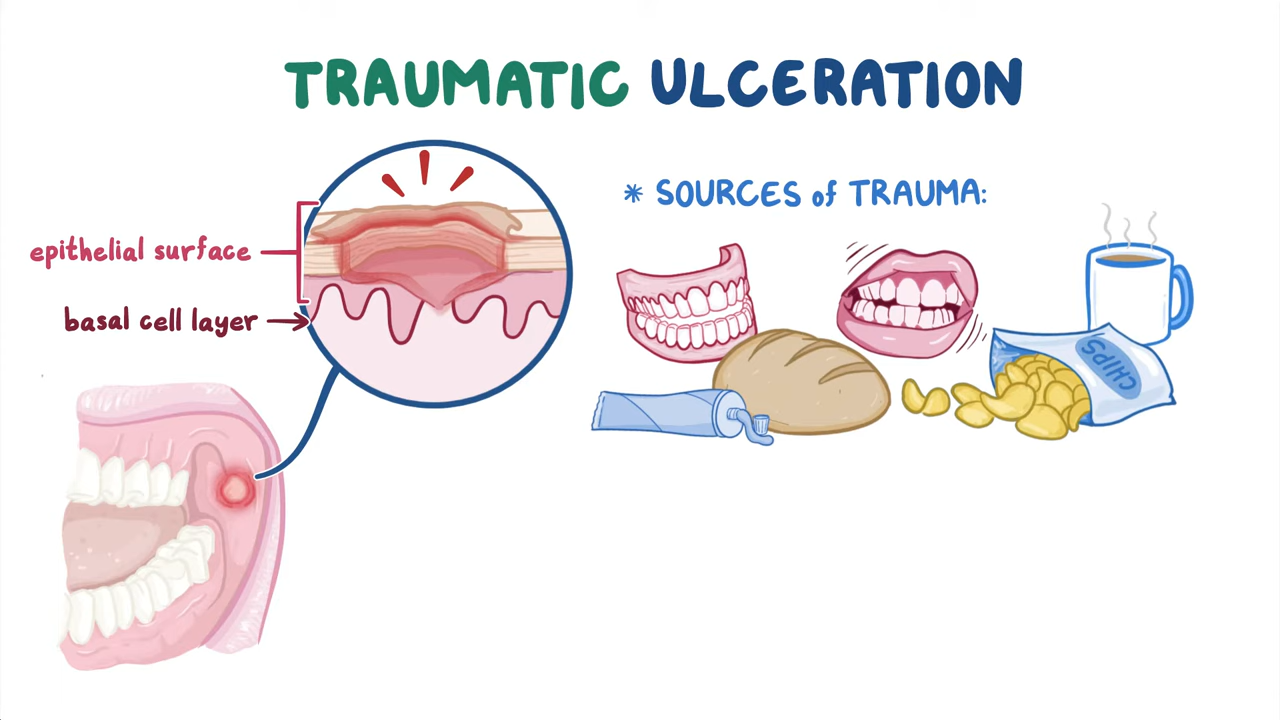 TRAUMATIC ULCERATION
* SOURCES of TRAUMA:
epithelial surface
basal cell layer
CHIPS